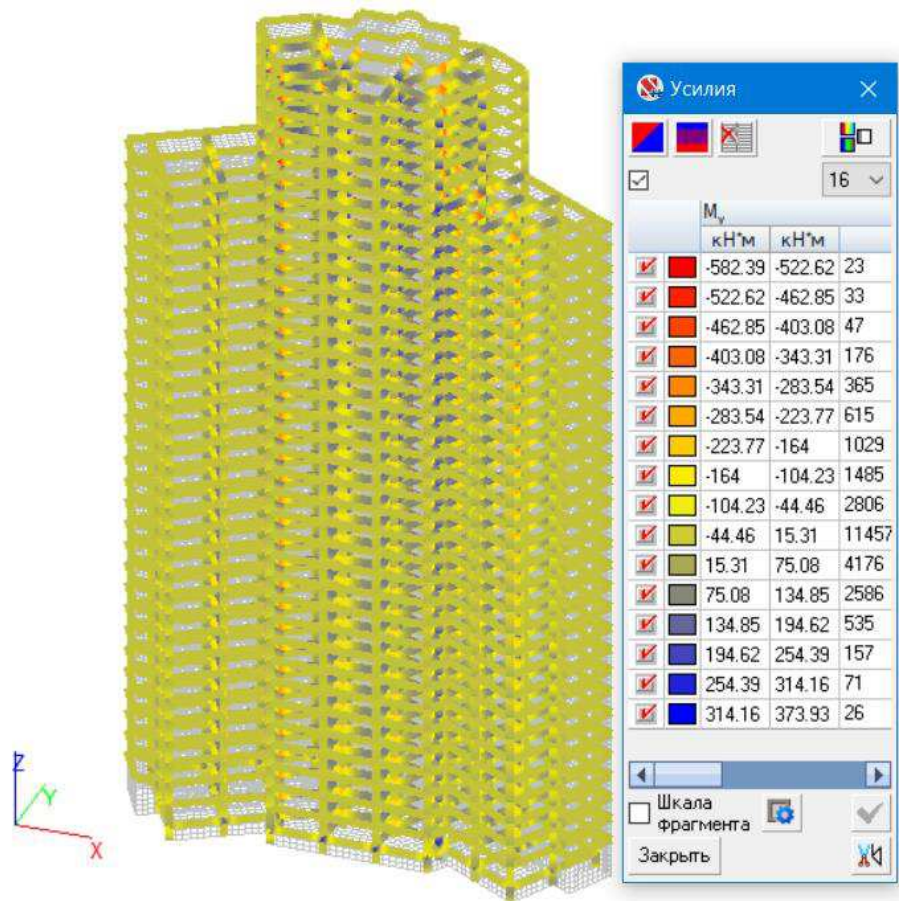 Усилия
16
My
кН*м кН*м
-582.39 -522.62 23
-522.62 -462.85 33
-462.85 -403.08 47
-403.08 -343.31 176
-343.31 -283.54 365
-283.54 -223.77 615
-223.77 -164 1029
-164 -104.23 1485
-104.23 -44.46 2806
-44.46 15.31 11457
15.31 75.08 4176
75.08 134.85 2586
134.85 194.62 535
194.62 254.39 157
254.39 314.16 71
314.16 373.93 26
Шкала
фрагмента
Закрыть
Z
Y
X